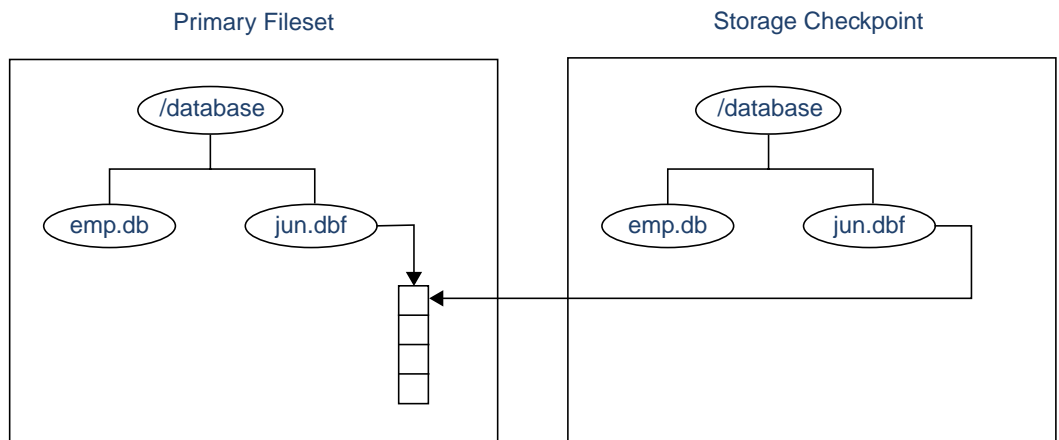 Primary Fileset
Storage Checkpoint
/database
/database
emp.db
jun.dbf
emp.db
jun.dbf